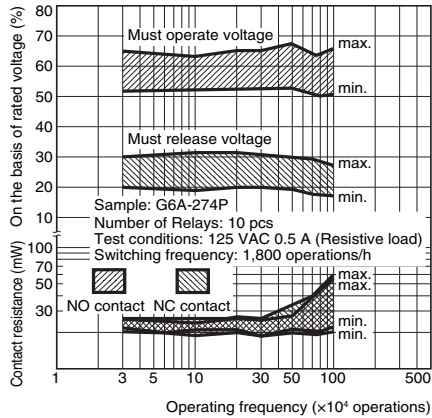 On the basis of rated voltage (%)
80
70
60
50
40
30
20
10
Must operate voltage
max.
min.
Must release voltage
max.
min.
Sample: G6A-274P
Number of Relays: 10 pcs
Test conditions: 125 VAC 0.5 A (Resistive load)
Switching frequency: 1,800 operations/h
NO contact NC contact
Contact resistance (mW)
100
70
50
30
max.
max.
min.
min.
1 3 5 10 30 50 100 500
Operating frequency (×10⁴ operations)